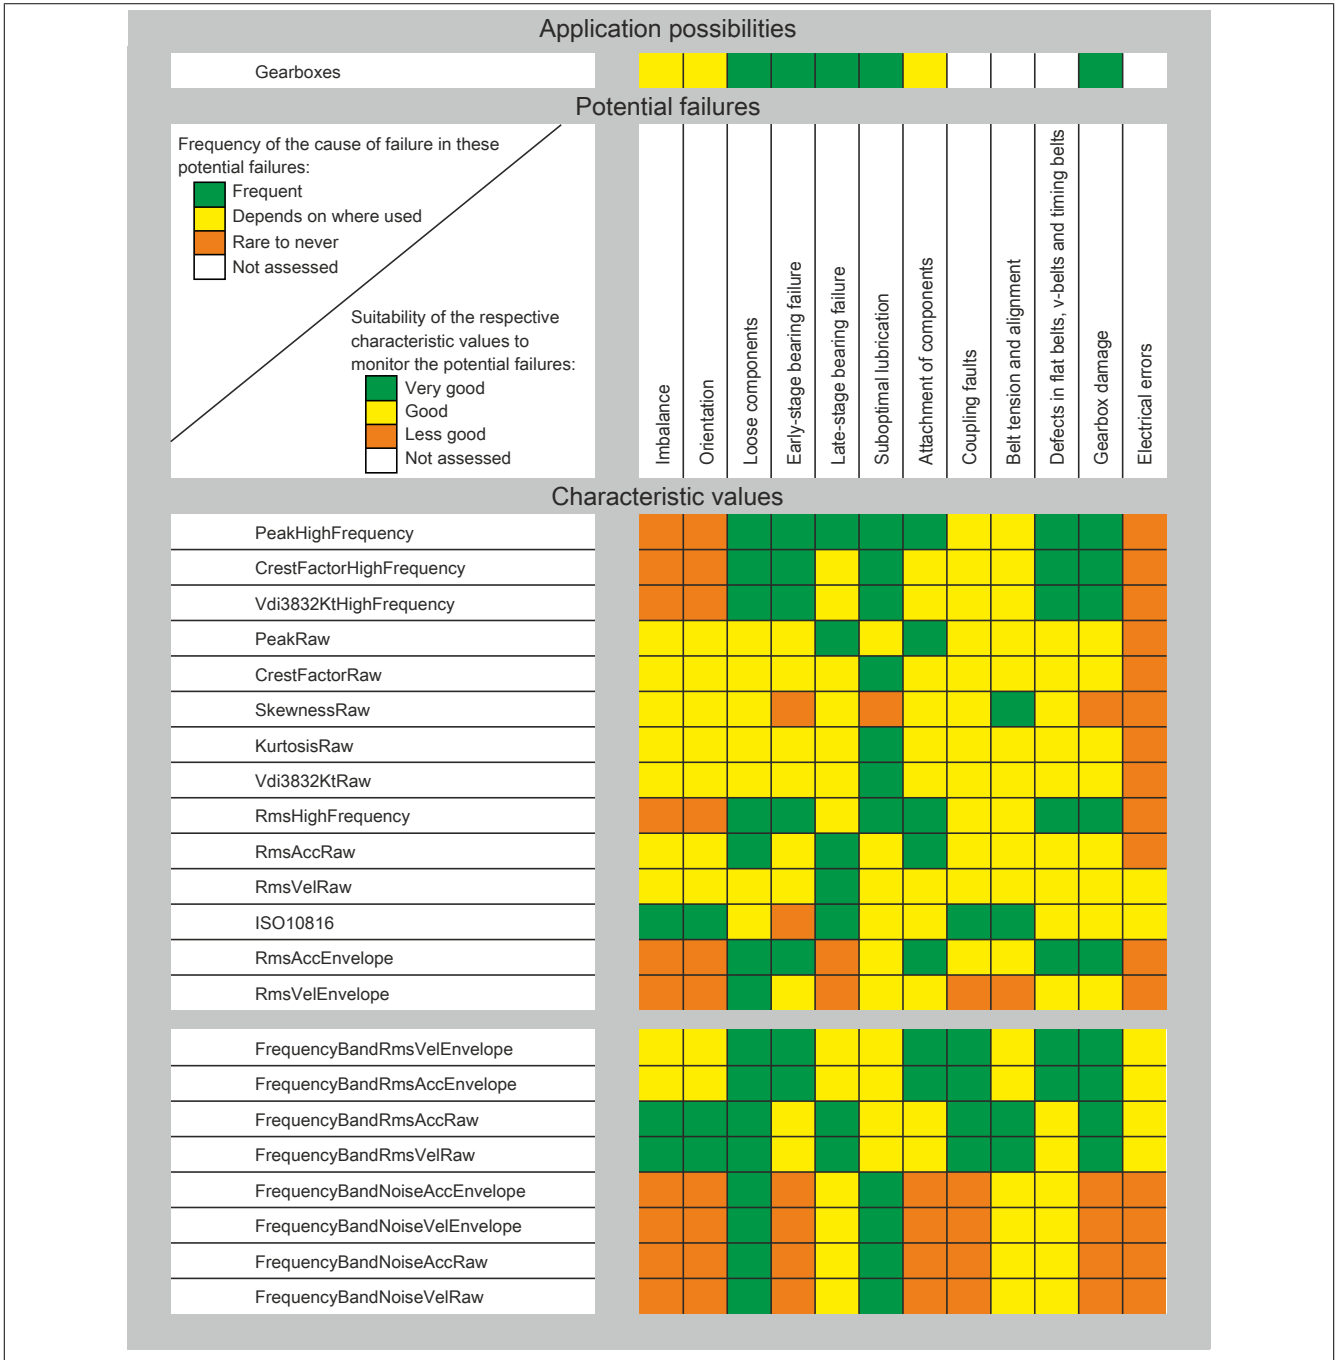 Application possibilities
Gearboxes
Potential failures
Frequency of the cause of failure in these
potential failures:
Frequent
Depends on where used
Rare to never
Not assessed
Suitability of the respective
characteristic values to
monitor the potential failures:
Very good
Good
Less good
Not assessed
Imbalance
Orientation
Loose components
Early-stage bearing failure
Late-stage bearing failure
Suboptimal lubrication
Attachment of components
Coupling faults
Belt tension and alignment
Defects in flat belts, v-belts and timing belts
Gearbox damage
Electrical errors
Characteristic values
PeakHighFrequency
CrestFactorHighFrequency
Vdi3832KtHighFrequency
PeakRaw
CrestFactorRaw
SkewnessRaw
KurtosisRaw
Vdi3832KtRaw
RmsHighFrequency
RmsAccRaw
RmsVelRaw
ISO10816
RmsAccEnvelope
RmsVelEnvelope
FrequencyBandRmsVelEnvelope
FrequencyBandRmsAccEnvelope
FrequencyBandRmsAccRaw
FrequencyBandRmsVelRaw
FrequencyBandNoiseAccEnvelope
FrequencyBandNoiseVelEnvelope
FrequencyBandNoiseAccRaw
FrequencyBandNoiseVelRaw